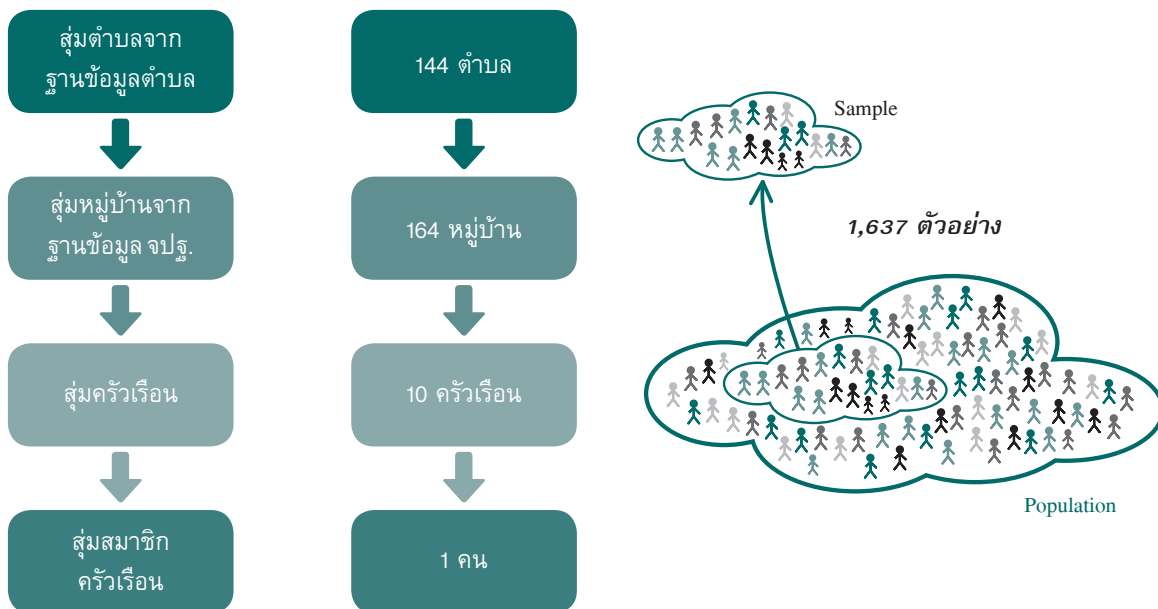 สุ่มตำบลจาก
ฐานข้อมูลตำบล
144 ตำบล
สุ่มหมู่บ้านจาก
ฐานข้อมูล จปฐ.
164 หมู่บ้าน
สุ่มครัวเรือน
10 ครัวเรือน
สุ่มสมาชิก
ครัวเรือน
1 คน
Sample
1,637 ตัวอย่าง
Population